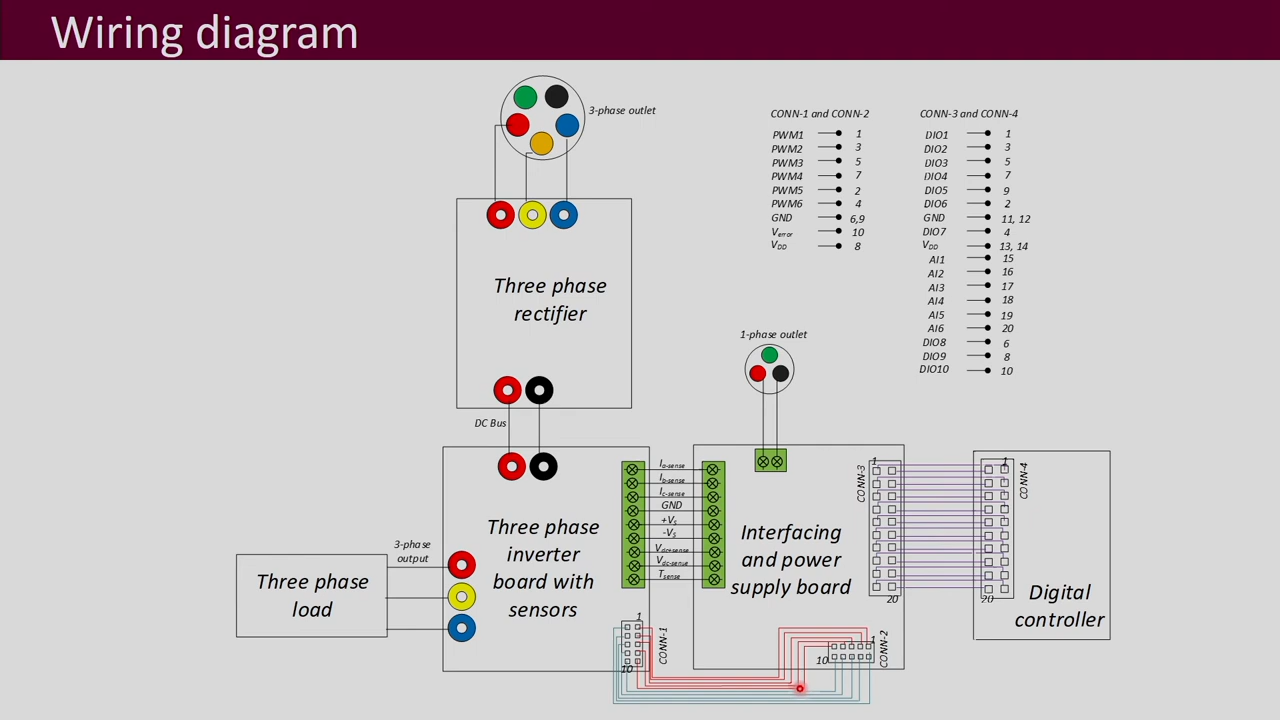 Wiring diagram
3-phase outlet
CONN-1 and CONN-2
PWM1 1
PWM2 3
PWM3 5
PWM4 7
PWM5 2
PWM6 4
GND 6,9
Verror 10
VDD 8
CONN-3 and CONN-4
DIO1 1
DIO2 3
DIO3 5
DIO4 7
DIO5 9
DIO6 2
GND 11, 12
DIO7 4
VDD 13, 14
AI1 15
AI2 16
AI3 17
AI4 18
AI5 19
AI6 20
DIO8 6
DIO9 8
DIO10 10
Three phase
rectifier
1-phase outlet
DC Bus
Ia-sense
Ib-sense
Ic-sense
GND
+Vs
-Vs
Vdc-sense
Vdc-sense
Tsense
Three phase
inverter
board with
sensors
3-phase
output
Three phase
load
1
CONN-1
10
Interfacing
and power
supply board
1
CONN-3
20
1
CONN-2
10
1
CONN-4
20
Digital
controller